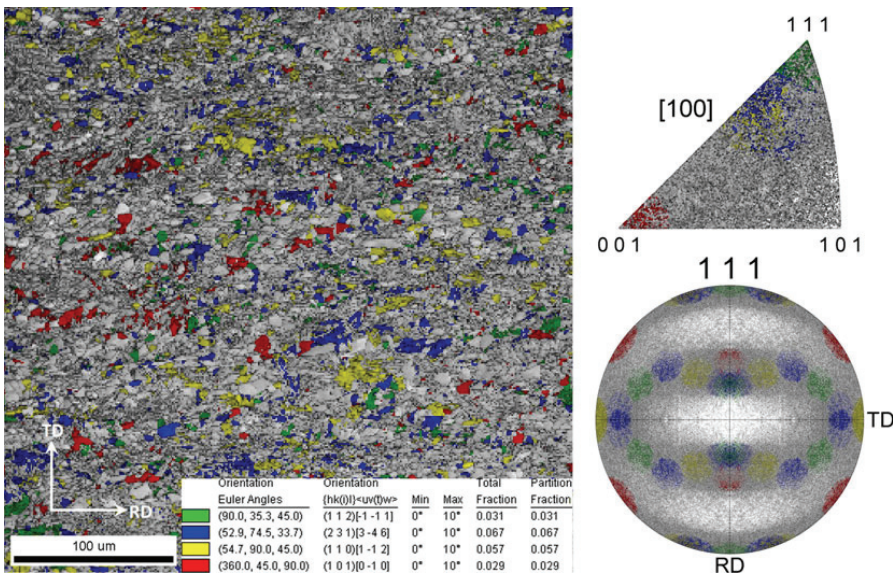 TD
RD
100 um
Orientation Orientation Total Partition
Euler Angles {hk(i)l}<uv(t)w> Min Max Fraction Fraction
(90.0, 35.3, 45.0) (1 1 2)[-1 -1 1] 0° 10° 0.031 0.031
(52.9, 74.5, 33.7) (2 3 1)[3 -4 6] 0° 10° 0.067 0.067
(54.7, 90.0, 45.0) (1 1 0)[1 -1 2] 0° 10° 0.057 0.057
(360.0, 45.0, 90.0) (1 0 1)[0 -1 0] 0° 10° 0.029 0.029
1 1 1
[100]
0 0 1
1 0 1
1 1 1
TD
RD